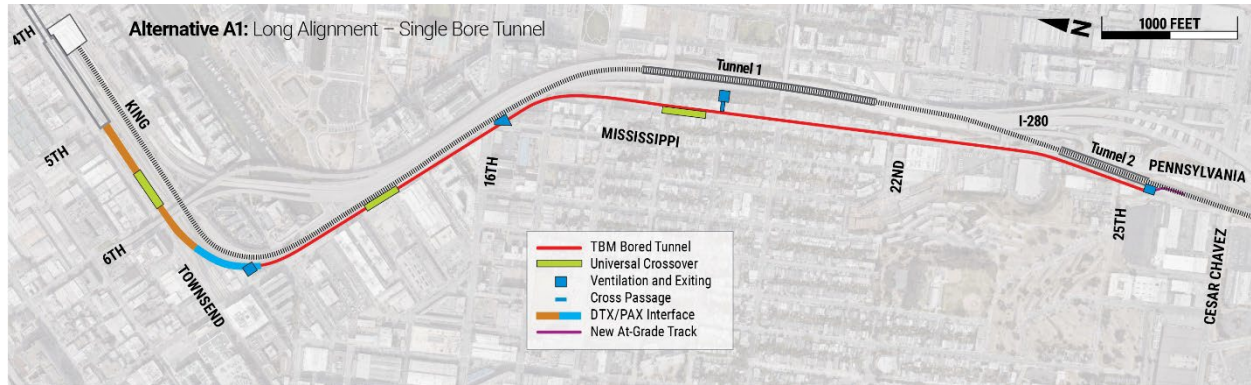 Alternative A1: Long Alignment – Single Bore Tunnel
N
1000 FEET
4TH
KING
5TH
6TH
TOWNSEND
16TH
MISSISSIPPI
Tunnel 1
22ND
I-280
Tunnel 2
PENNSYLVANIA
25TH
CESAR CHAVEZ
TBM Bored Tunnel
Universal Crossover
Ventilation and Exiting
Cross Passage
DTX/PAX Interface
New At-Grade Track